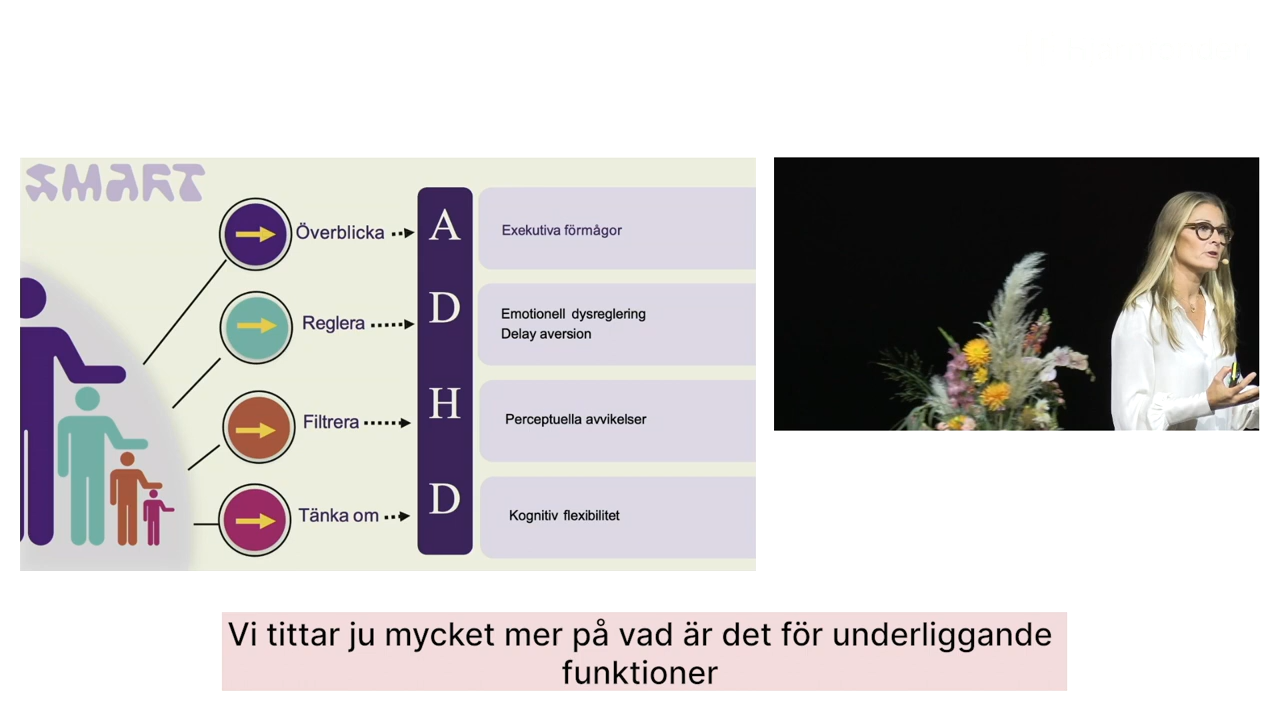 SMART
Överblicka
A
Exekutiva förmågor
Reglera
D
Emotionell dysreglering
Delay aversion
Filtrera
H
Perceptuella avvikelser
Tänka om
D
Kognitiv flexibilitet
Vi tittar ju mycket mer på vad är det för underliggande
funktioner